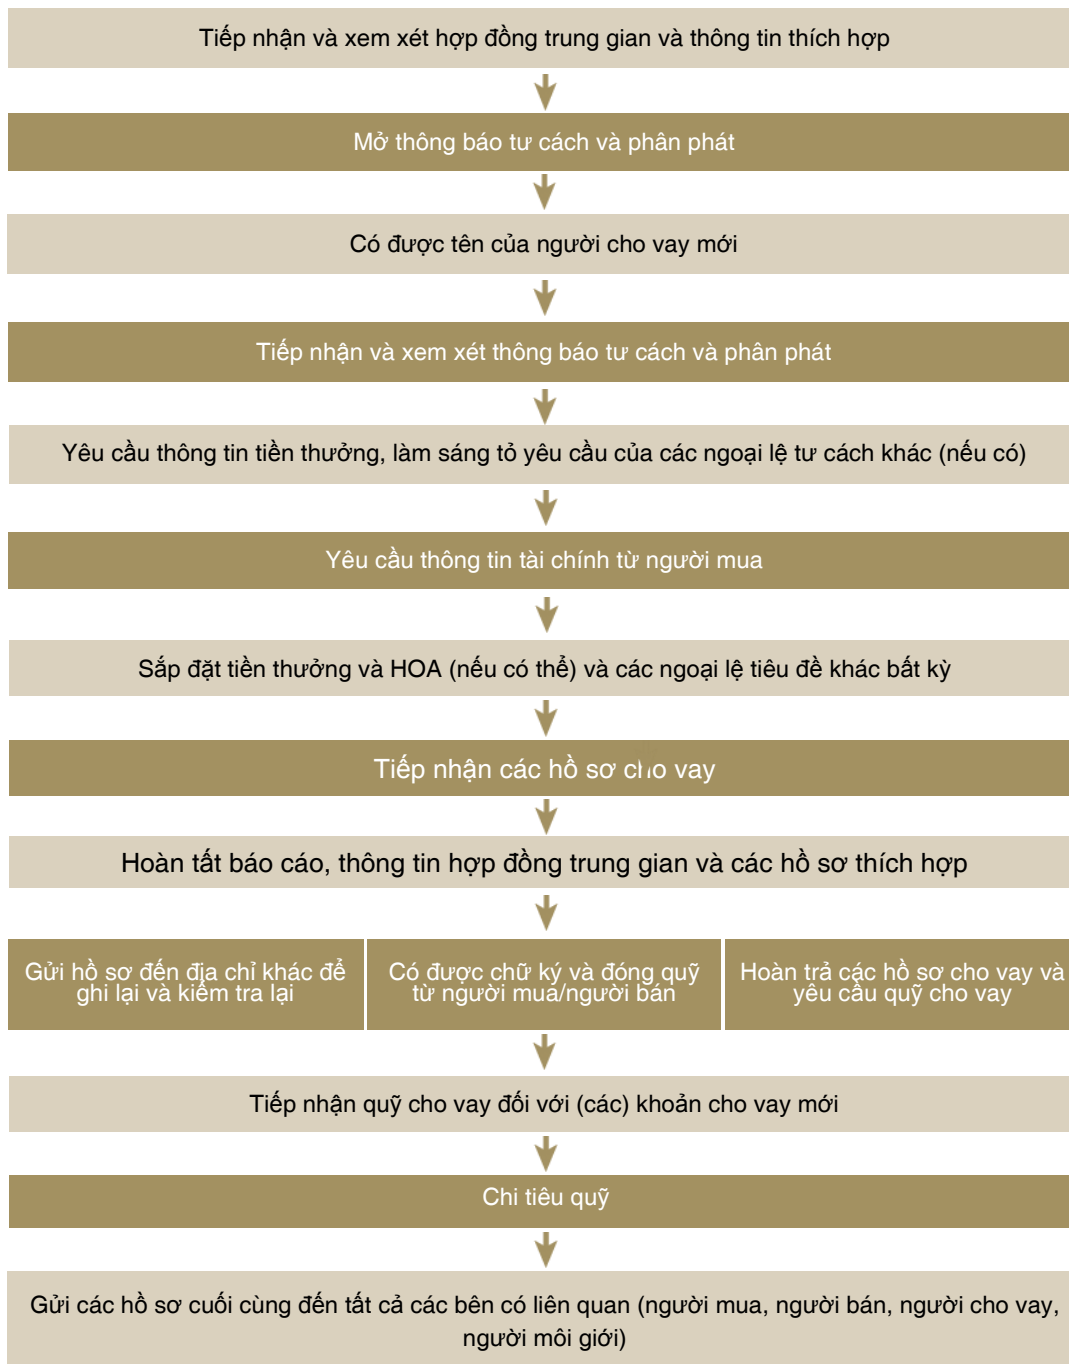 Tiếp nhận và xem xét hợp đồng trung gian và thông tin thích hợp
Mở thông báo tư cách và phân phát
Có được tên của người cho vay mới
Tiếp nhận và xem xét thông báo tư cách và phân phát
Yêu cầu thông tin tiền thưởng, làm sáng tỏ yêu cầu của các ngoại lệ tư cách khác (nếu có)
Yêu cầu thông tin tài chính từ người mua
Sắp đặt tiền thưởng và HOA (nếu có thể) và các ngoại lệ tiêu đề khác bất kỳ
Tiếp nhận các hồ sơ cho vay
Hoàn tất báo cáo, thông tin hợp đồng trung gian và các hồ sơ thích hợp
Gửi hồ sơ đến địa chỉ khác để
ghi lại và kiểm tra lại
Có được chữ ký và đóng quỹ
từ người mua/người bán
Hoàn trả các hồ sơ cho vay và
yêu cầu quỹ cho vay
Tiếp nhận quỹ cho vay đối với (các) khoản cho vay mới
Chi tiêu quỹ
Gửi các hồ sơ cuối cùng đến tất cả các bên có liên quan (người mua, người bán, người cho vay,
người môi giới)